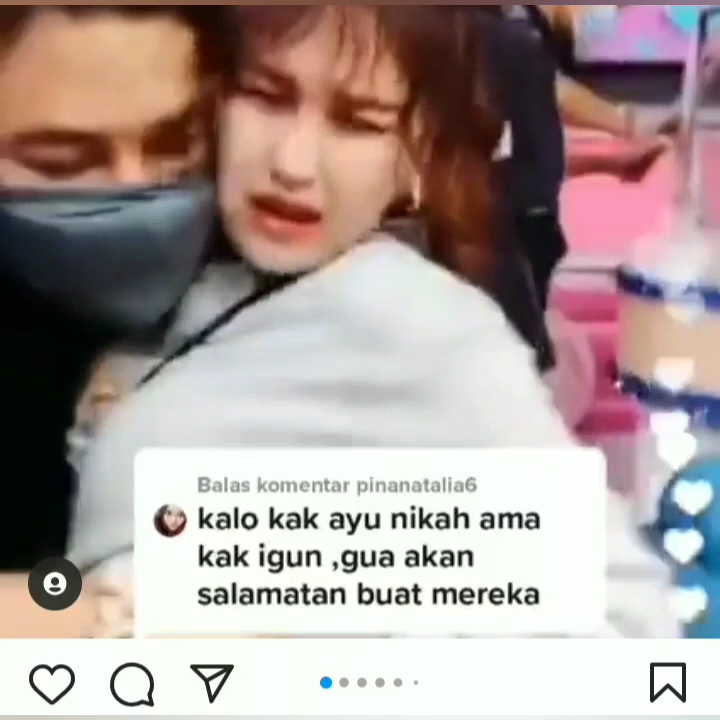 Balas komentar pinanatalia6
kalo kak ayu nikah ama
kak igun ,gua akan
salamatan buat mereka